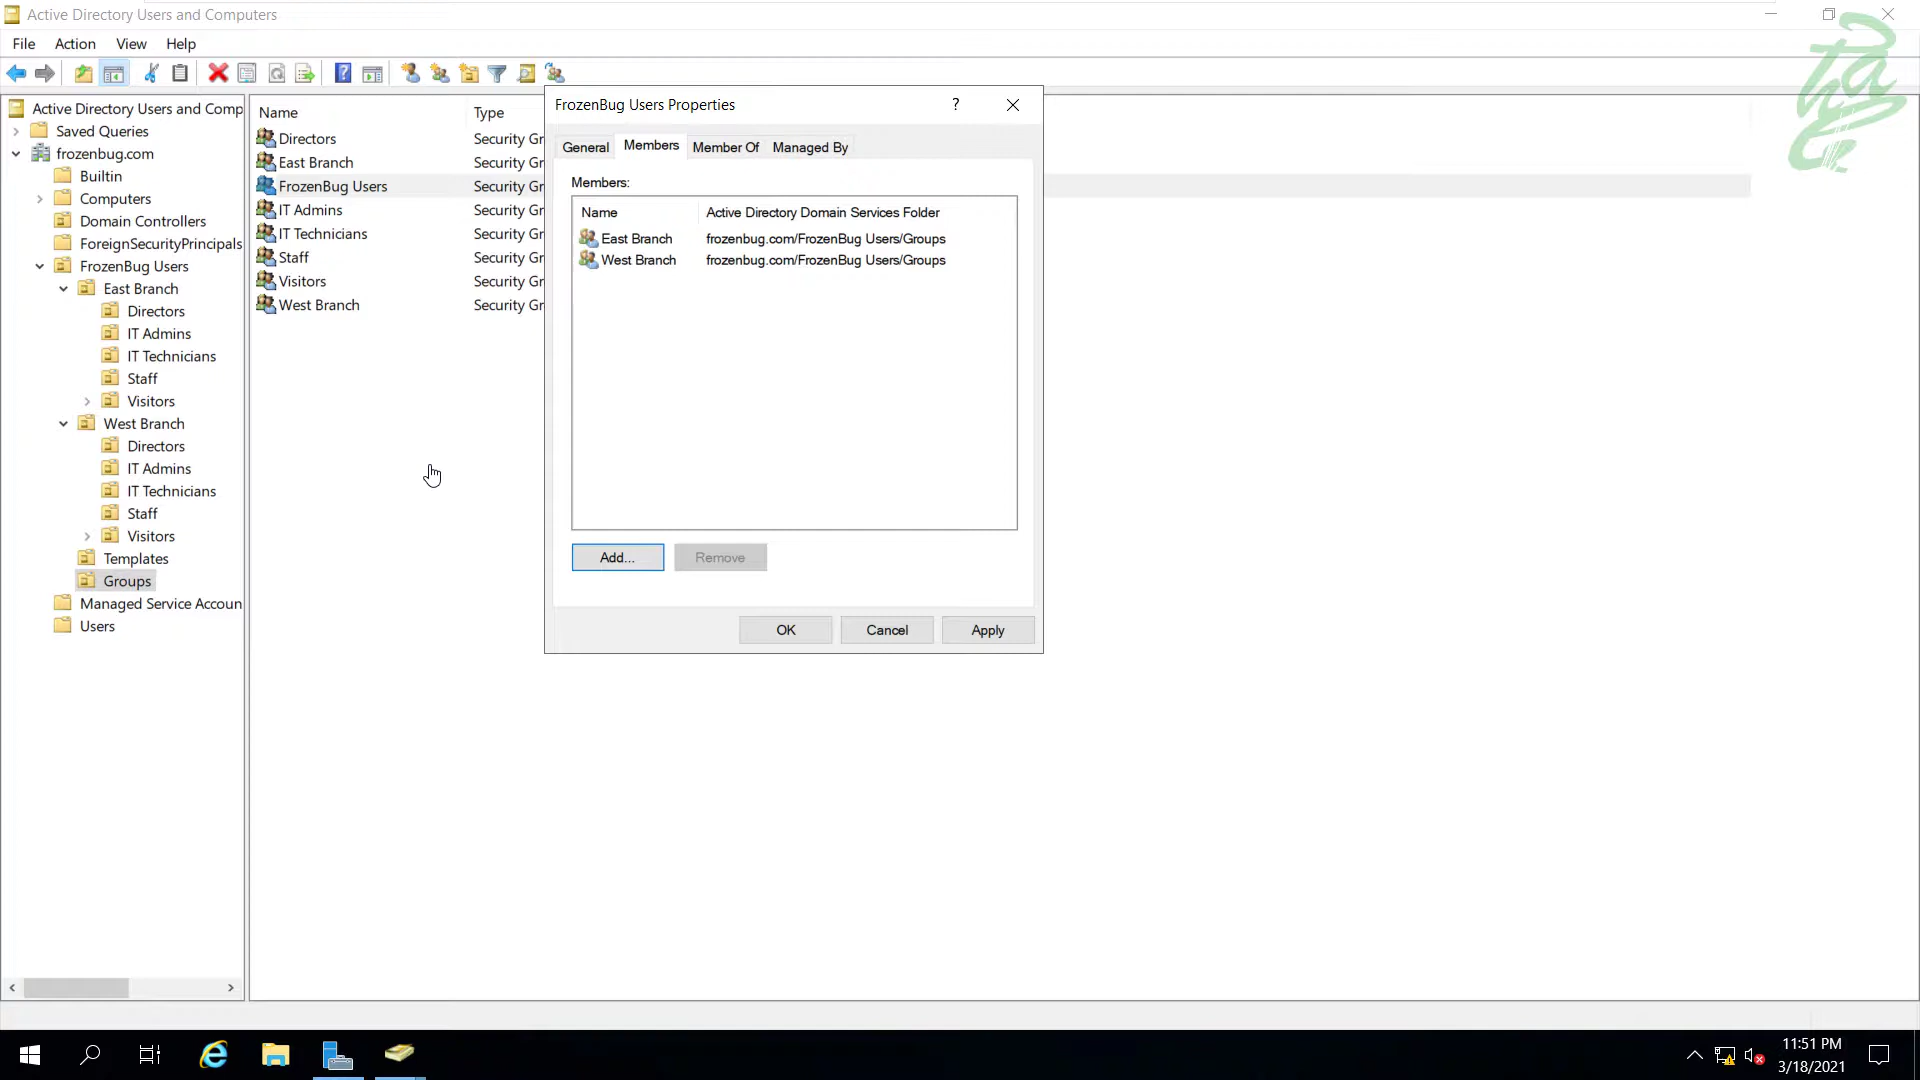 Active Directory Users and Computers
File Action View Help
Active Directory Users and Comp
Saved Queries
frozenbug.com
Builtin
Computers
Domain Controllers
ForeignSecurityPrincipals
FrozenBug Users
East Branch
Directors
IT Admins
IT Technicians
Staff
Visitors
West Branch
Directors
IT Admins
IT Technicians
Staff
Visitors
Templates
Groups
Managed Service Accoun
Users
Name Type
Directors Security Gr
East Branch Security Gr
FrozenBug Users Security Gr
IT Admins Security Gr
IT Technicians Security Gr
Staff Security Gr
Visitors Security Gr
West Branch Security Gr
FrozenBug Users Properties
General Members Member Of Managed By
Members:
Name Active Directory Domain Services Folder
East Branch frozenbug.com/FrozenBug Users/Groups
West Branch frozenbug.com/FrozenBug Users/Groups
Add... Remove
OK Cancel Apply
11:51 PM
3/18/2021